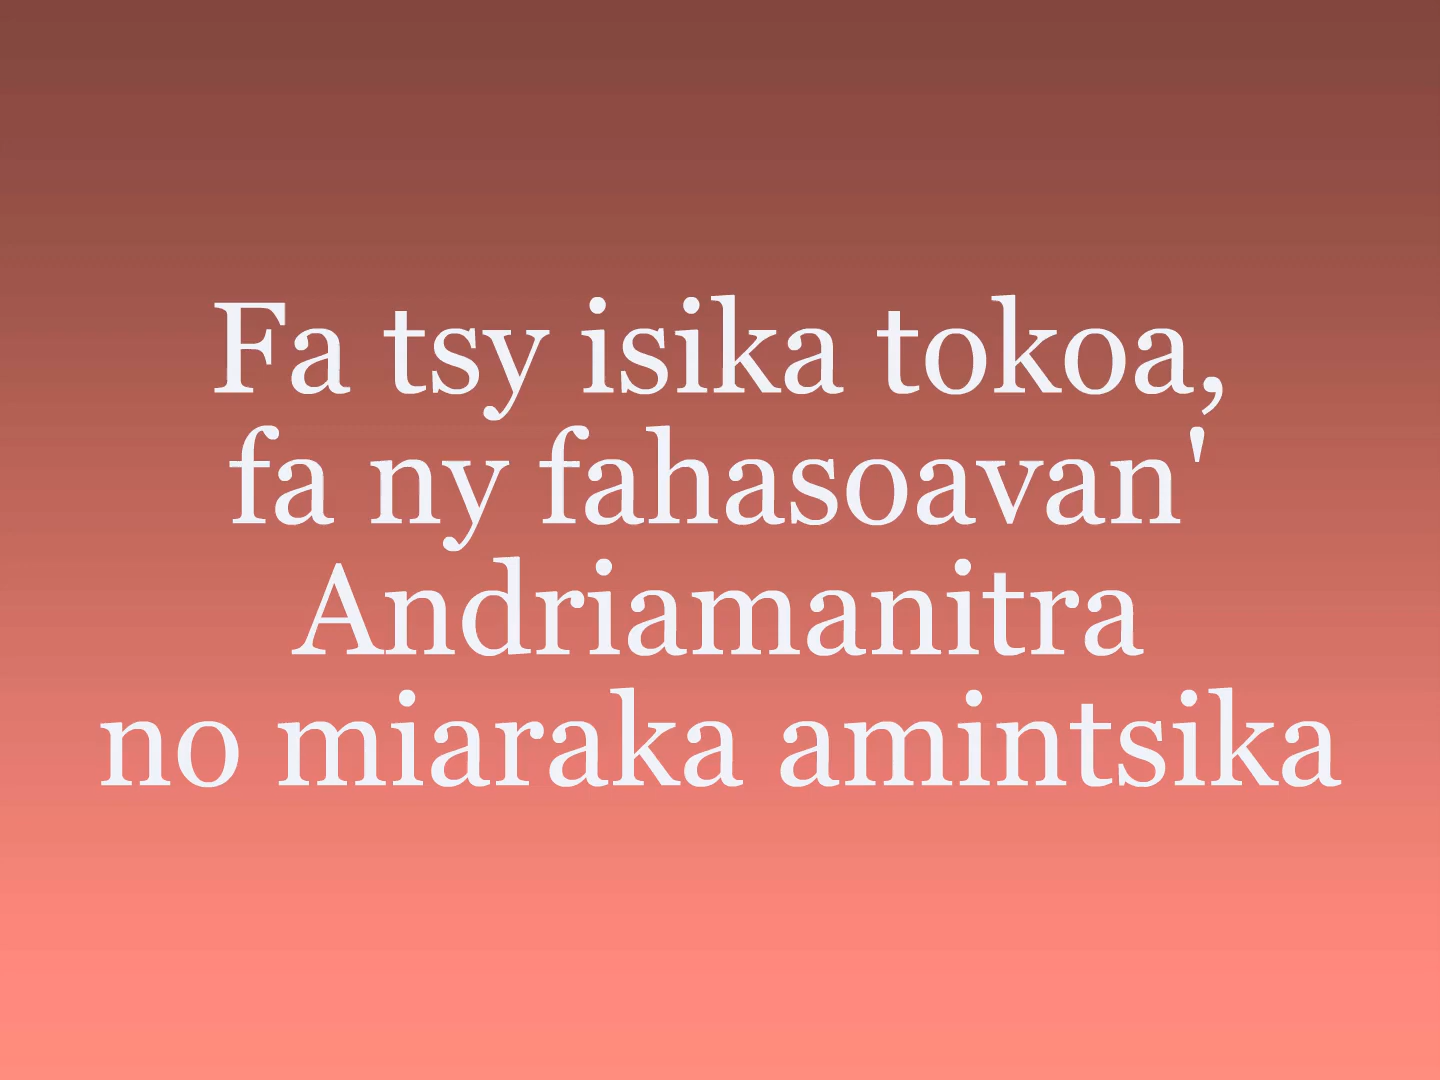 Fa tsy isika tokoa,
fa ny fahasoavan'
Andriamanitra
no miaraka amintsika